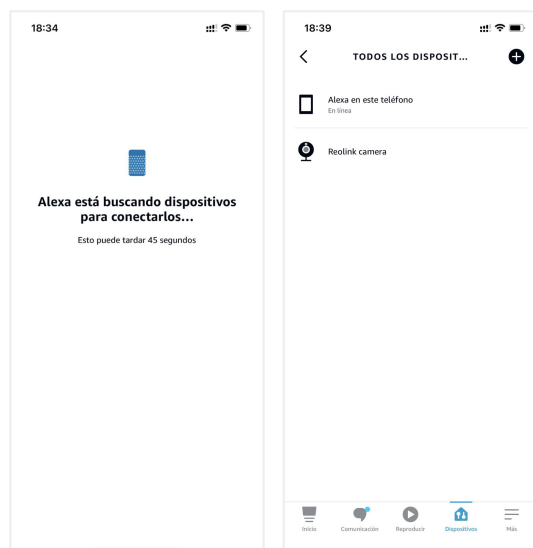 18:34
Alexa está buscando dispositivos
para conectarlos...
Esto puede tardar 45 segundos
18:39
TODOS LOS DISPOSIT...
Alexa en este teléfono
En línea
Reolink camera
Inicio
Comunicación
Reproducir
Dispositivos
Más